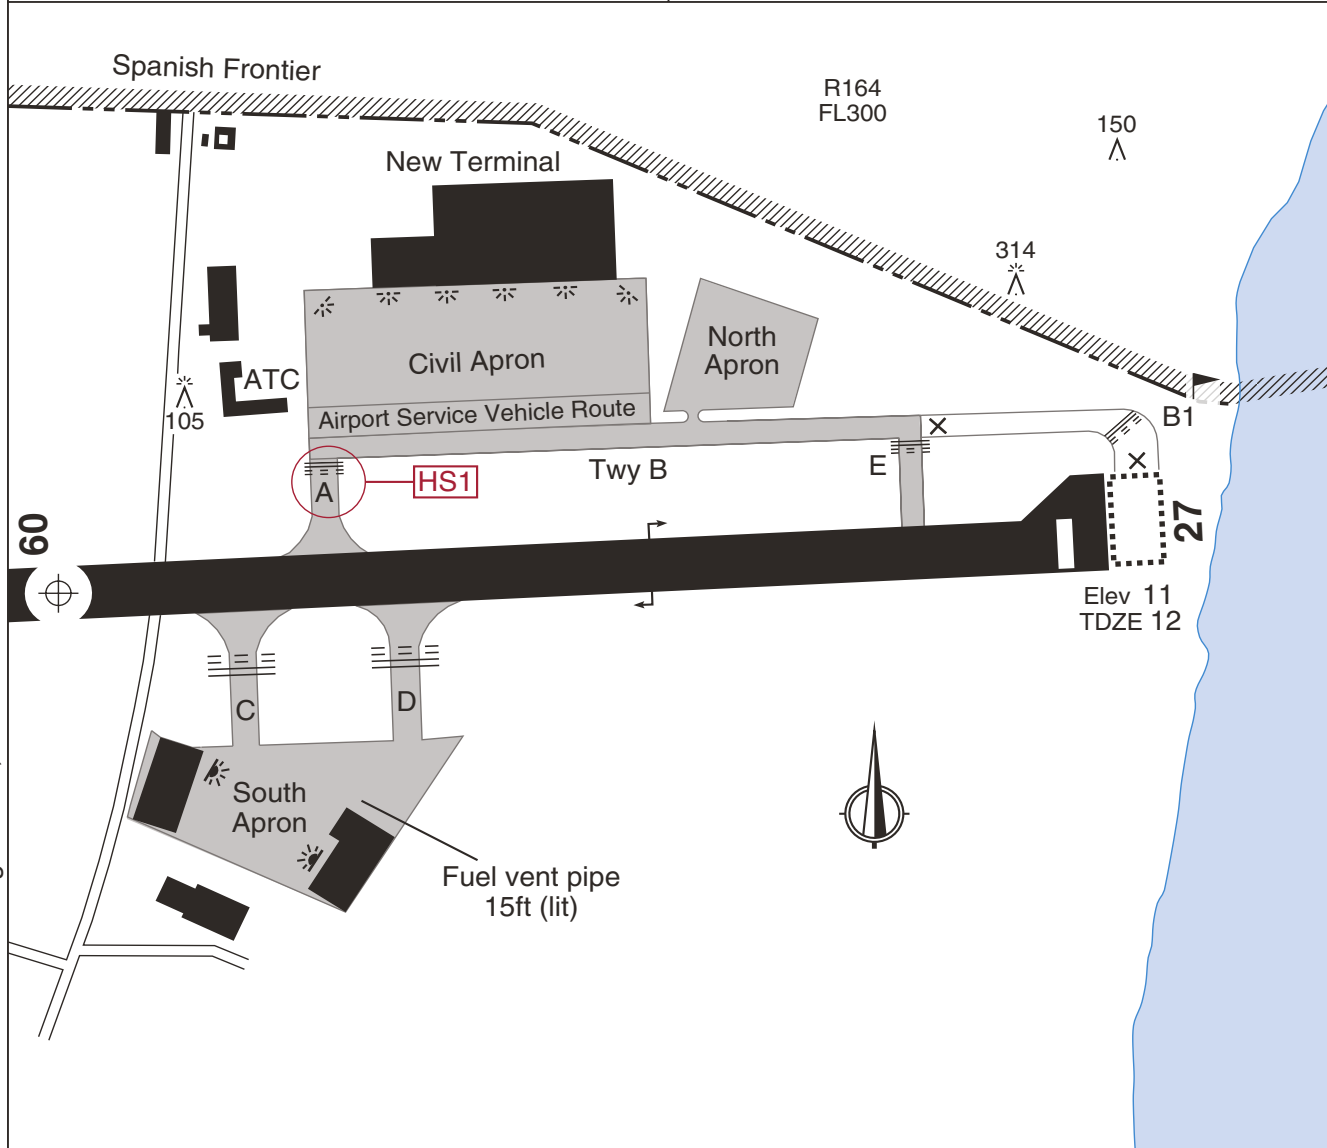 Spanish Frontier
R164
FL300
150
New Terminal
314
North
Apron
Civil Apron
ATC
105
Airport Service Vehicle Route
B1
Twy B
E
HS1
A
09
27
Elev 11
TDZE 12
C
D
South
Apron
Fuel vent pipe
15ft (lit)